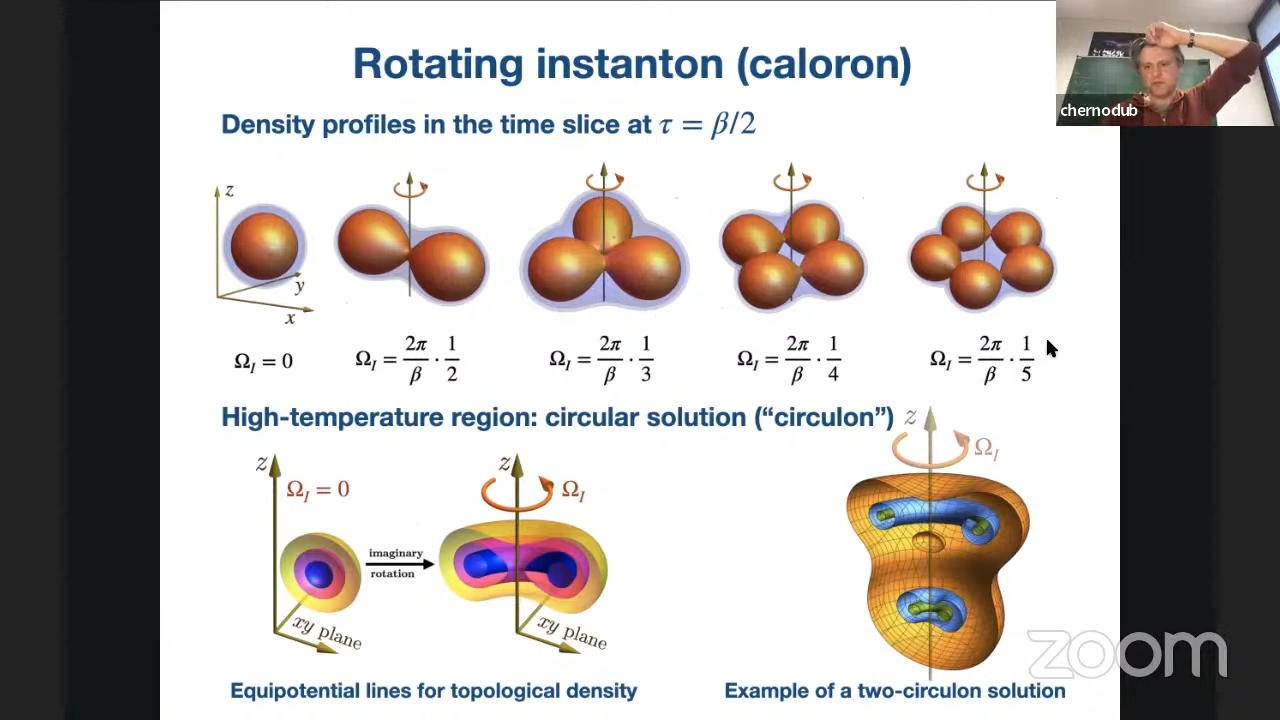 Rotating instanton (caloron)
chernodub
Density profiles in the time slice at τ = β/2
z
y
x
Ω_I = 0
Ω_I = 2π/β · 1/2
Ω_I = 2π/β · 1/3
Ω_I = 2π/β · 1/4
Ω_I = 2π/β · 1/5
High-temperature region: circular solution (“circulon”)
z
Ω_I = 0
xy plane
imaginary
rotation
z
Ω_I
xy plane
z
Ω_I
zoom
Equipotential lines for topological density
Example of a two-circulon solution